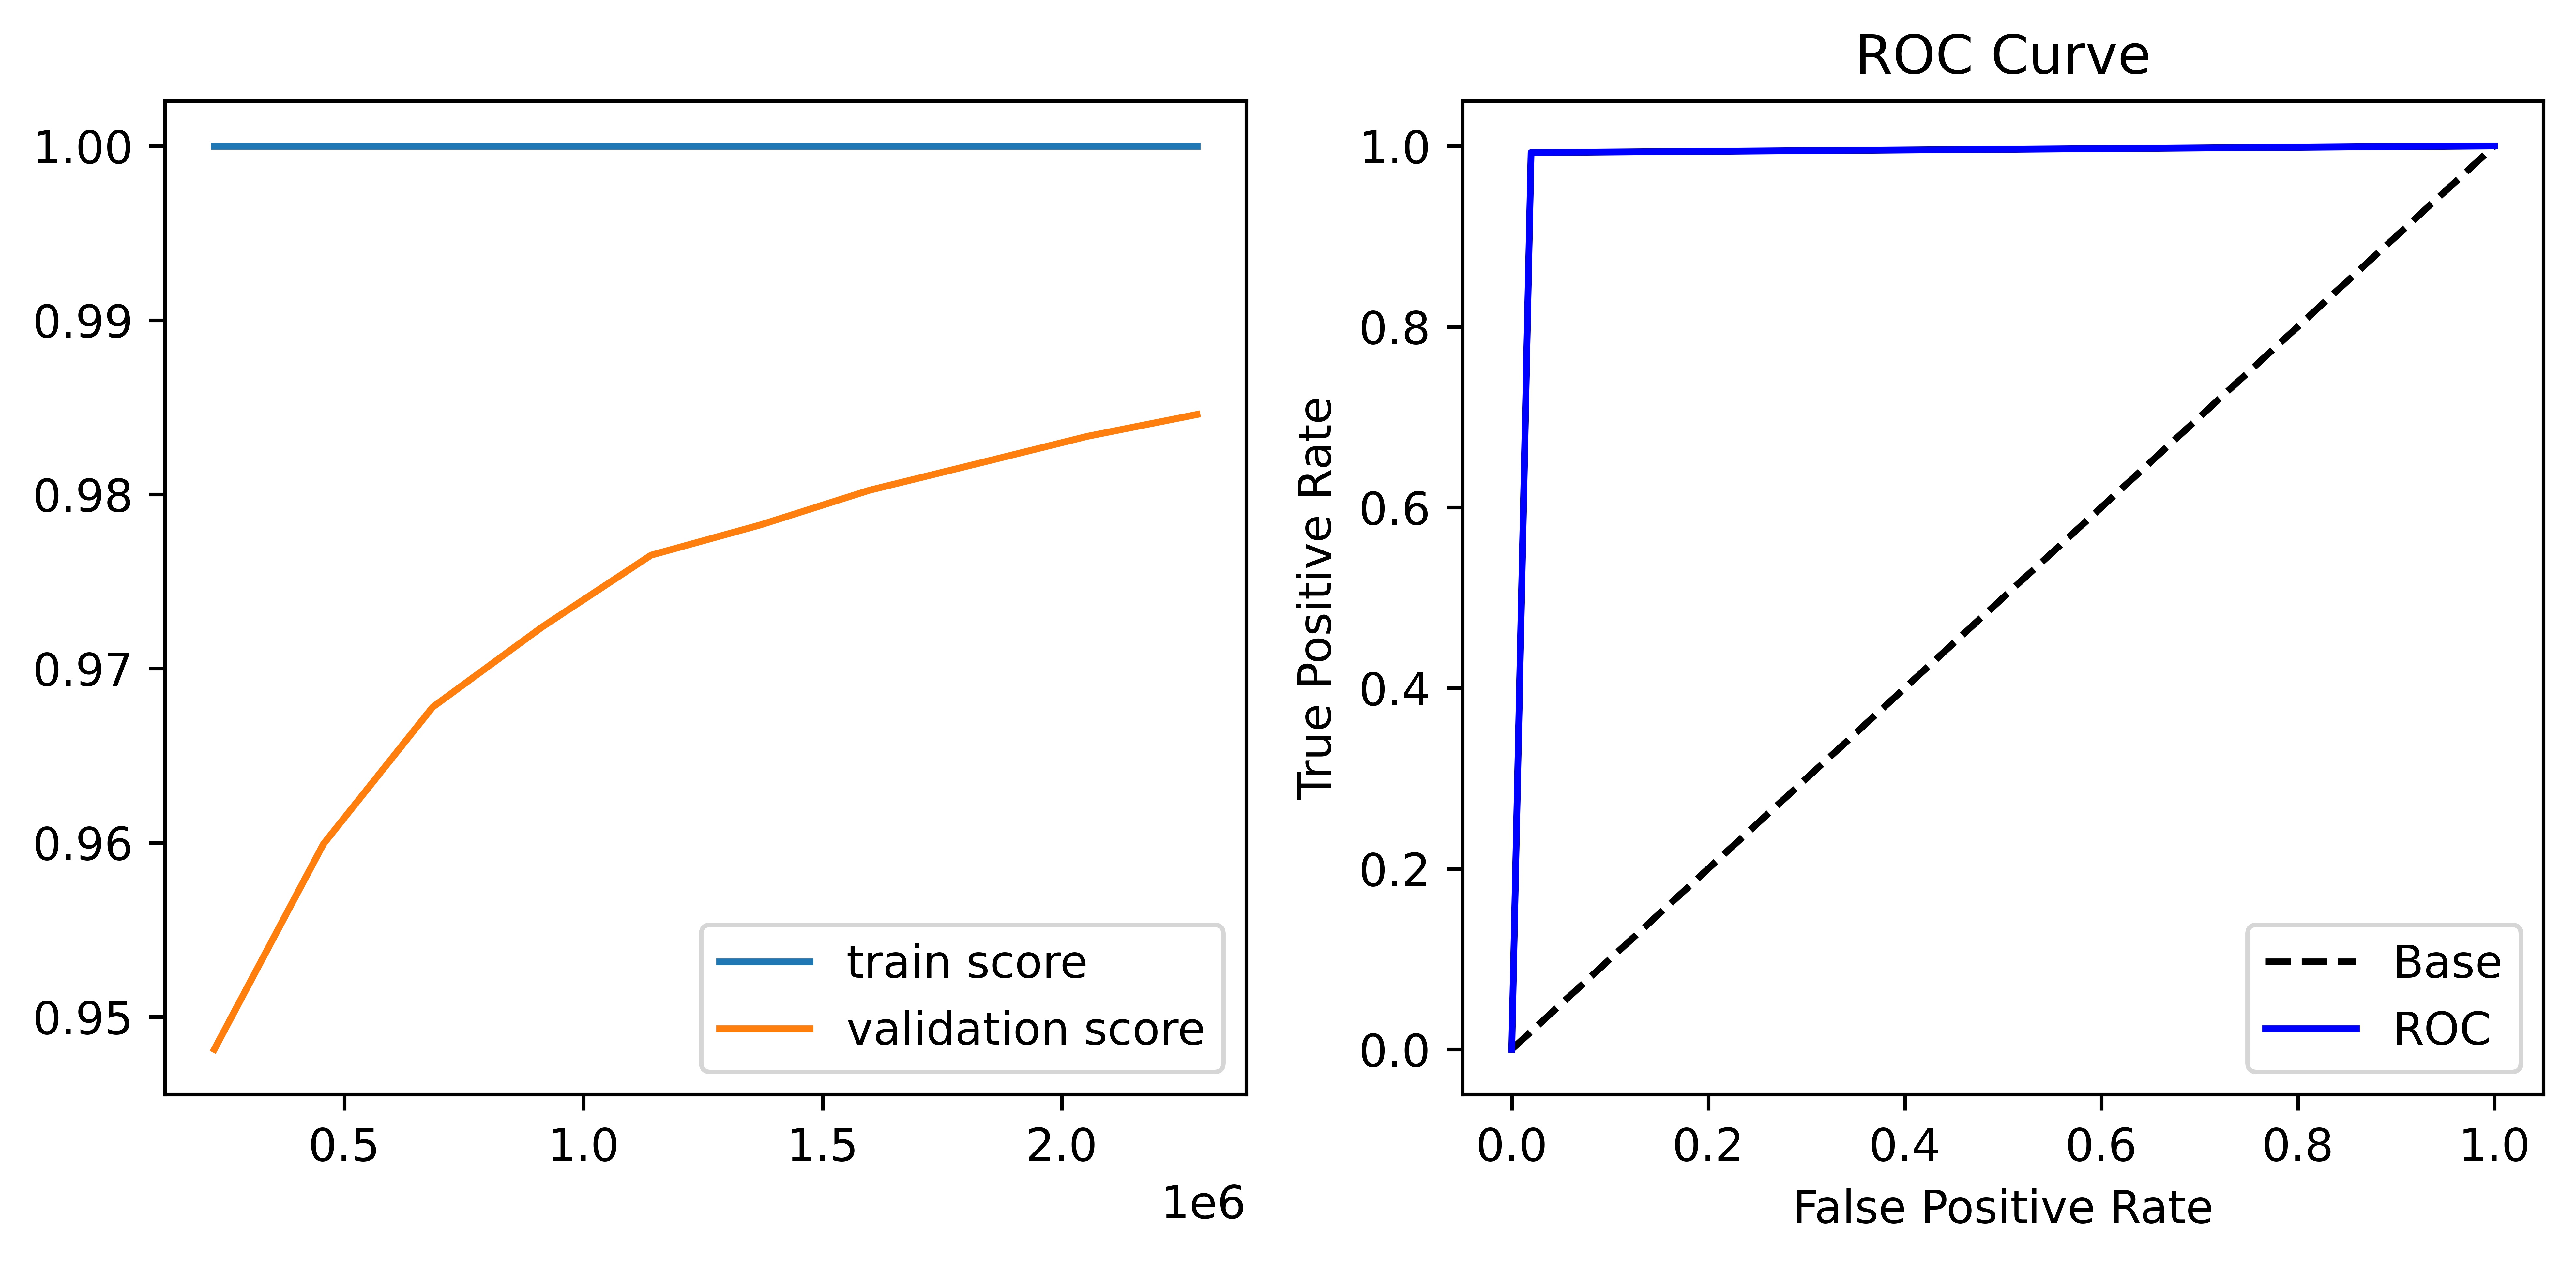 1.00
0.99
0.98
0.97
0.96
0.95
0.5 1.0 1.5 2.0
1e6
train score
validation score
ROC Curve
True Positive Rate
1.0
0.8
0.6
0.4
0.2
0.0
0.0 0.2 0.4 0.6 0.8 1.0
False Positive Rate
Base
ROC